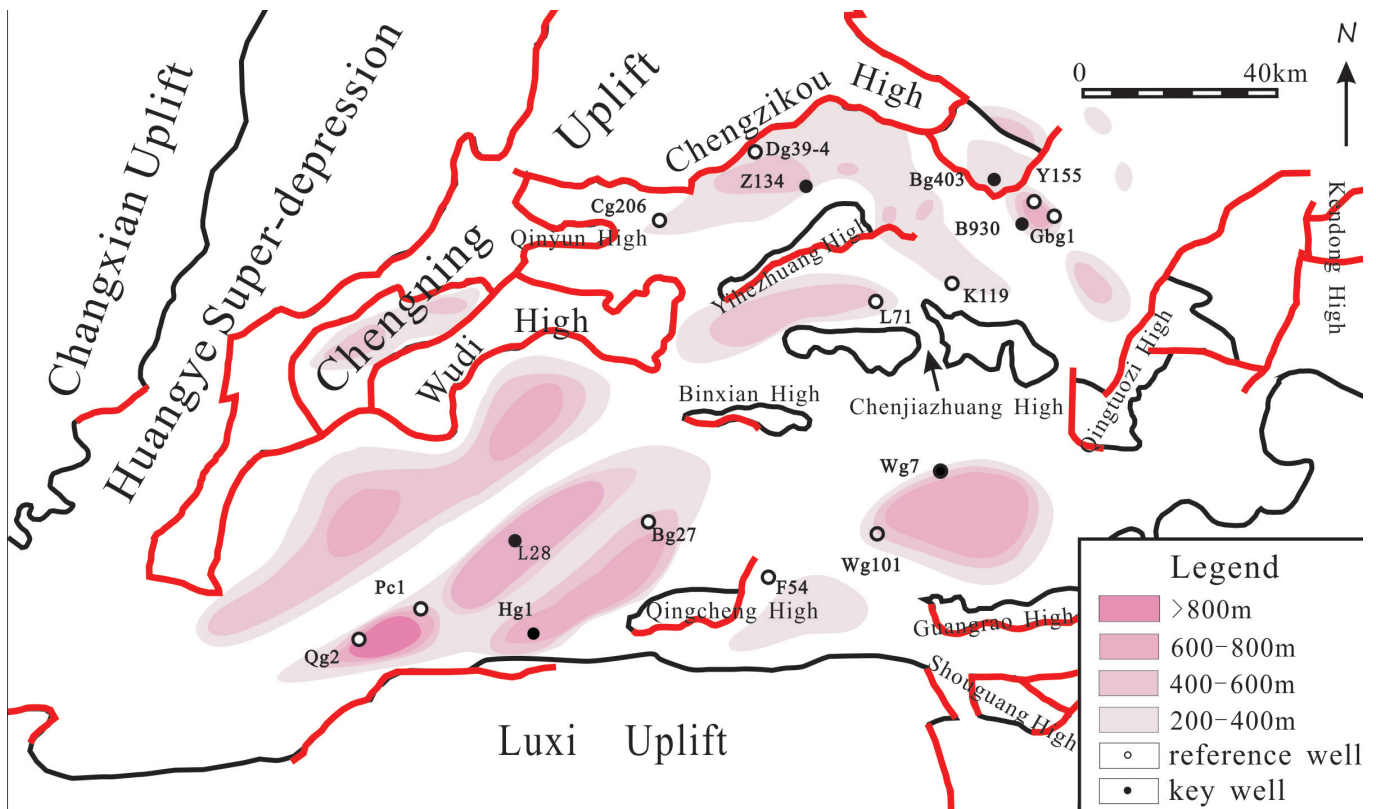 N
0 40km
Changxian Uplift
Huangye Super-depression
Uplift
Chengning
Chengzikou High
Dg39-4
Z134
Bg403
Y155
Cg206
Qinyun High
B930
Gbg1
Yihezhuang High
K119
L71
Kendong High
Wudi High
Binxian High
Chenjiazhuang High
Qingtuozi High
Wg7
Bg27
L28
Wg101
Pc1
Hg1
F54
Qingcheng High
Qg2
Guangrao High
Shouguang High
Luxi Uplift
Legend
>800m
600-800m
400-600m
200-400m
reference well
key well